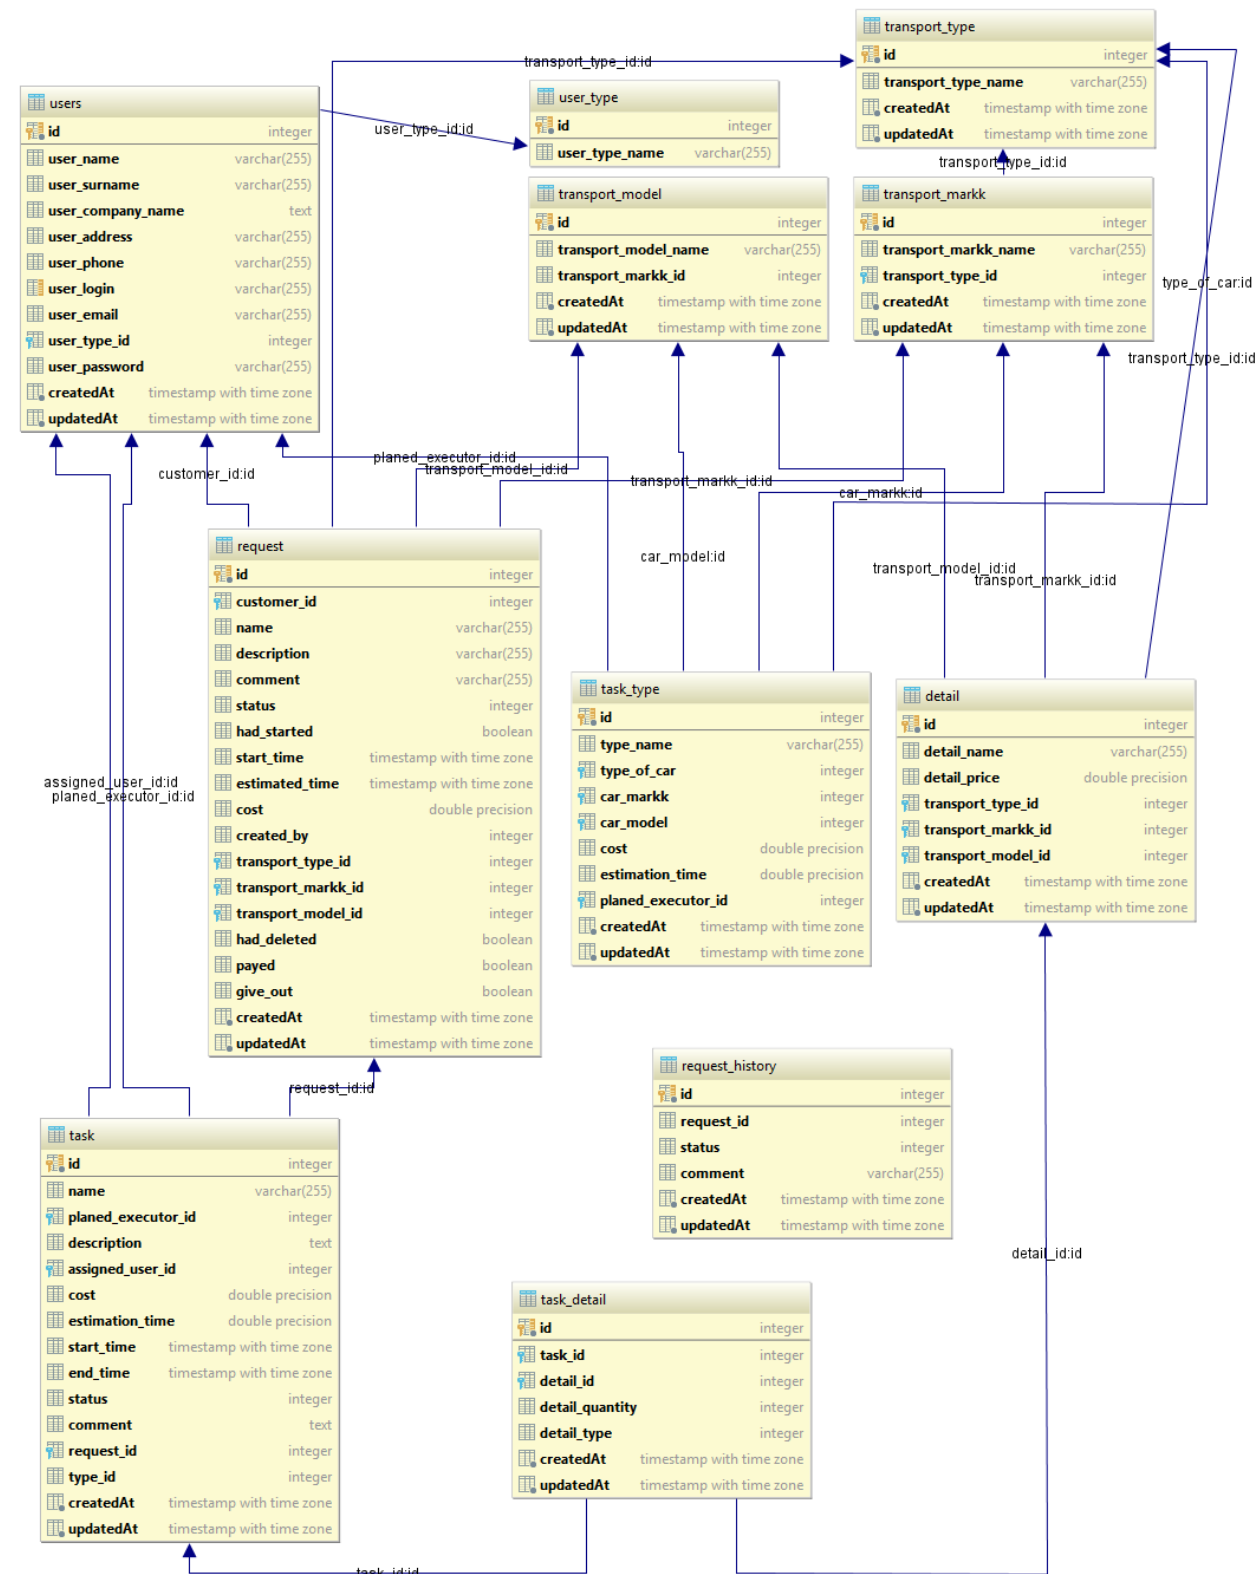 transport_type
id integer
transport_type_name varchar(255)
createdAt timestamp with time zone
updatedAt timestamp with time zone
transport_type_id:id
user_type
id integer
user_type_name varchar(255)
users
id integer
user_name varchar(255)
user_surname varchar(255)
user_company_name text
user_address varchar(255)
user_phone varchar(255)
user_login varchar(255)
user_email varchar(255)
user_type_id integer
user_password varchar(255)
createdAt timestamp with time zone
updatedAt timestamp with time zone
user_type_id:id
transport_type_id:id
transport_model
id integer
transport_model_name varchar(255)
transport_markk_id integer
createdAt timestamp with time zone
updatedAt timestamp with time zone
transport_markk
id integer
transport_markk_name varchar(255)
transport_type_id integer
createdAt timestamp with time zone
updatedAt timestamp with time zone
type_of_car:id
transport_type_id:id
customer_id:id
planed_executor_id:id
transport_model_id:id
transport_markk_id:id
car_markk:id
car_model:id
transport_model_id:id
transport_markk_id:id
request
id integer
customer_id integer
name varchar(255)
description varchar(255)
comment varchar(255)
status integer
had_started boolean
start_time timestamp with time zone
estimated_time timestamp with time zone
cost double precision
created_by integer
transport_type_id integer
transport_markk_id integer
transport_model_id integer
had_deleted boolean
payed boolean
give_out boolean
createdAt timestamp with time zone
updatedAt timestamp with time zone
task_type
id integer
type_name varchar(255)
type_of_car integer
car_markk integer
car_model integer
cost double precision
estimation_time double precision
planed_executor_id integer
createdAt timestamp with time zone
updatedAt timestamp with time zone
detail
id integer
detail_name varchar(255)
detail_price double precision
transport_type_id integer
transport_markk_id integer
transport_model_id integer
createdAt timestamp with time zone
updatedAt timestamp with time zone
assigned_user_id:id
planed_executor_id:id
request_id:id
request_history
id integer
request_id integer
status integer
comment varchar(255)
createdAt timestamp with time zone
updatedAt timestamp with time zone
task
id integer
name varchar(255)
planed_executor_id integer
description text
assigned_user_id integer
cost double precision
estimation_time double precision
start_time timestamp with time zone
end_time timestamp with time zone
status integer
comment text
request_id integer
type_id integer
createdAt timestamp with time zone
updatedAt timestamp with time zone
detail_id:id
task_detail
id integer
task_id integer
detail_id integer
detail_quantity integer
detail_type integer
createdAt timestamp with time zone
updatedAt timestamp with time zone
task_id:id